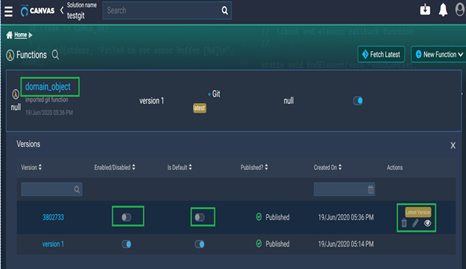 CANVAS
Solution name
testgit
Search
Home
Functions
Fetch Latest
New Function
domain_object
imported git function
19/Jun/2020 05:36 PM
null
version 1
Git
latest
null
Versions
X
Version
Enabled/Disabled
Is Default
Published?
Created On
Actions
3802733
Published
19/Jun/2020 05:36 PM
Latest Version
version 1
Published
19/Jun/2020 05:14 PM